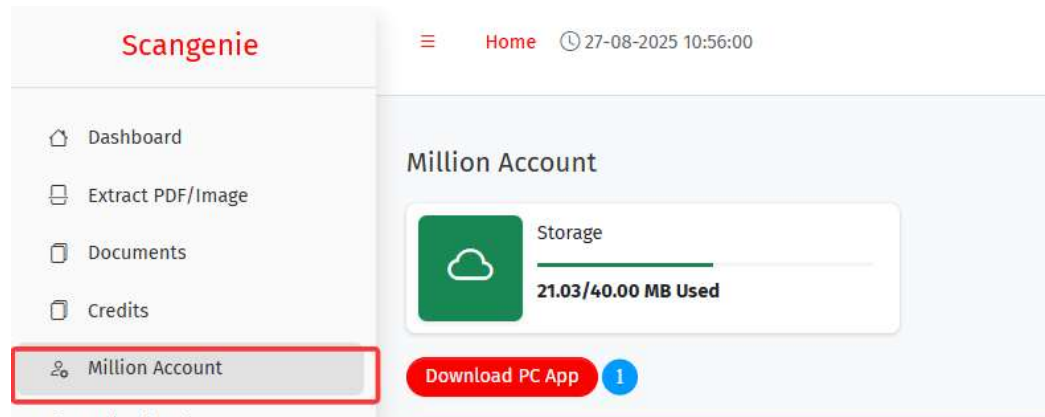 Scangenie
Home 27-08-2025 10:56:00
Dashboard
Extract PDF/Image
Documents
Credits
Million Account
Million Account
Storage
21.03/40.00 MB Used
Download PC App 1